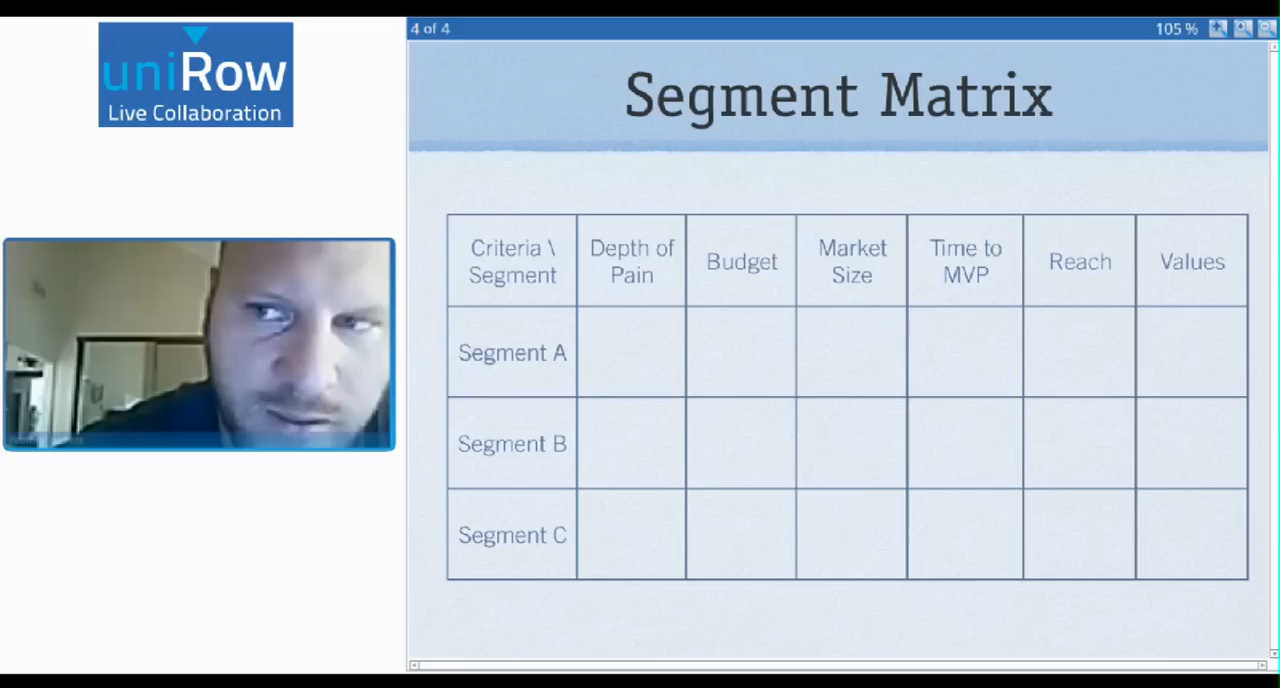 uniRow
Live Collaboration
4 of 4
105 %
Segment Matrix
Criteria \
Segment
Depth of
Pain
Budget
Market
Size
Time to
MVP
Reach
Values
Segment A
Segment B
Segment C